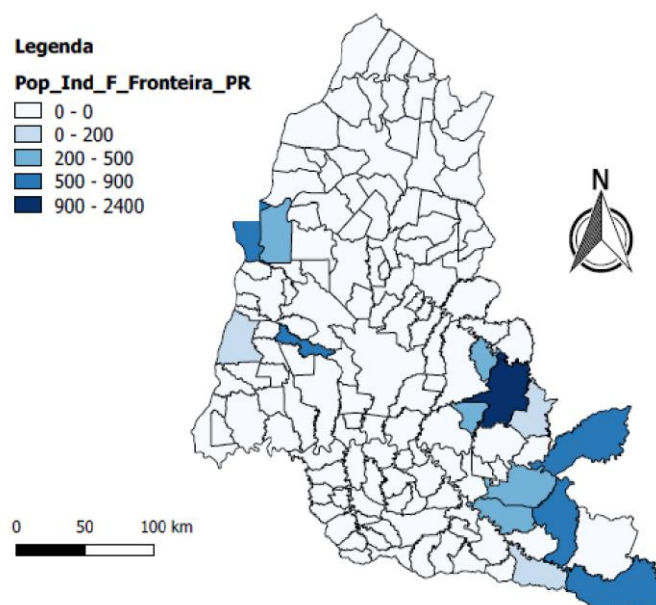 Legenda
Pop_Ind_F_Fronteira_PR
0 - 0
0 - 200
200 - 500
500 - 900
900 - 2400
N
0 50 100 km